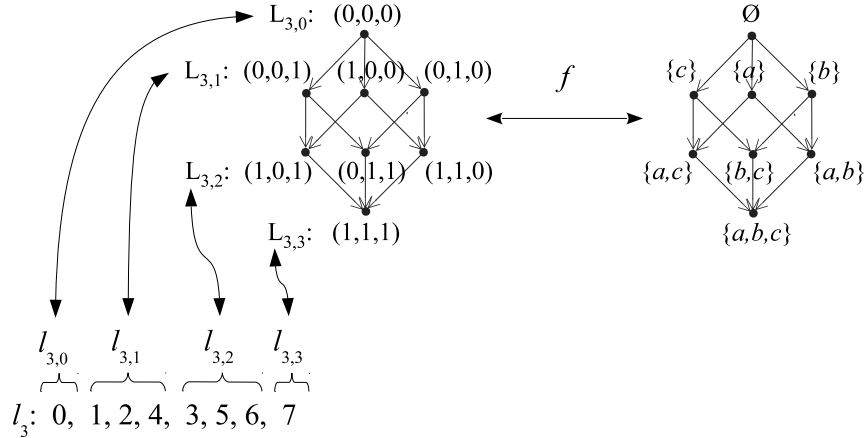 L3,0: (0,0,0) Ø
L3,1: (0,0,1) (1,0,0) (0,1,0) f {c} {a} {b}
L3,2: (1,0,1) (0,1,1) (1,1,0) {a,c} {b,c} {a,b}
L3,3: (1,1,1) {a,b,c}
l3,0 l3,1 l3,2 l3,3
l3: 0, 1, 2, 4, 3, 5, 6, 7